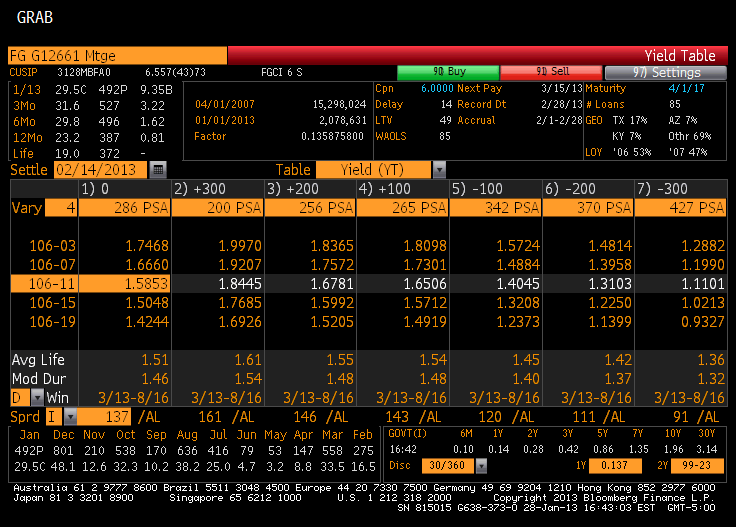 GRAB
FG G12661 Mtge Yield Table
CUSIP 3128MBFA0 6.557(43)73 FGCI 6 S 90) Buy 91) Sell 97) Settings
1/13 29.5C 492P 9.35B Cpn 6.0000 Next Pay 3/15/13 Maturity 4/1/17
3Mo 31.6 527 3.22 04/01/2007 15,298,024 Delay 14 Record Dt 2/28/13 # Loans 85
6Mo 29.8 496 1.62 01/01/2013 2,078,631 LTV 49 Accrual 2/1-2/28 GEO TX 17% AZ 7%
12Mo 23.2 387 0.81 Factor 0.135875800 WAOLS 85 KY 7% Othr 69%
Life 19.0 372 - LOY '06 53% '07 47%
Settle 02/14/2013 Table Yield (YT)
1) 0 2) +300 3) +200 4) +100 5) -100 6) -200 7) -300
Vary 4 286 PSA 200 PSA 256 PSA 265 PSA 342 PSA 370 PSA 427 PSA
106-03 1.7468 1.9970 1.8365 1.8098 1.5724 1.4814 1.2882
106-07 1.6660 1.9207 1.7572 1.7301 1.4884 1.3958 1.1990
106-11 1.5853 1.8445 1.6781 1.6506 1.4045 1.3103 1.1101
106-15 1.5048 1.7685 1.5992 1.5712 1.3208 1.2250 1.0213
106-19 1.4244 1.6926 1.5205 1.4919 1.2373 1.1399 0.9327
Avg Life 1.51 1.61 1.55 1.54 1.45 1.42 1.36
Mod Dur 1.46 1.54 1.48 1.48 1.40 1.37 1.32
D Win 3/13-8/16 3/13-8/16 3/13-8/16 3/13-8/16 3/13-8/16 3/13-8/16 3/13-8/16
Sprd I 137 /AL 161 /AL 146 /AL 143 /AL 120 /AL 111 /AL 91 /AL
Jan Dec Nov Oct Sep Aug Jul Jun May Apr Mar Feb GOVT(I) 6M 1Y 2Y 3Y 5Y 7Y 10Y 30Y
492P 801 210 538 170 636 416 79 53 147 558 275 16:42 0.10 0.14 0.28 0.42 0.86 1.35 1.96 3.14
29.5C 48.1 12.6 32.3 10.2 38.2 25.0 4.7 3.2 8.8 33.5 16.5 Disc 30/360 1Y 0.137 2Y 99-23
Australia 61 2 9777 8600 Brazil 5511 3048 4500 Europe 44 20 7330 7500 Germany 49 69 9204 1210 Hong Kong 852 2977 6000
Japan 81 3 3201 8900 Singapore 65 6212 1000 U.S. 1 212 318 2000 Copyright 2013 Bloomberg Finance L.P.
SN 815015 G638-373-0 28-Jan-13 16:43:03 EST GMT-5:00